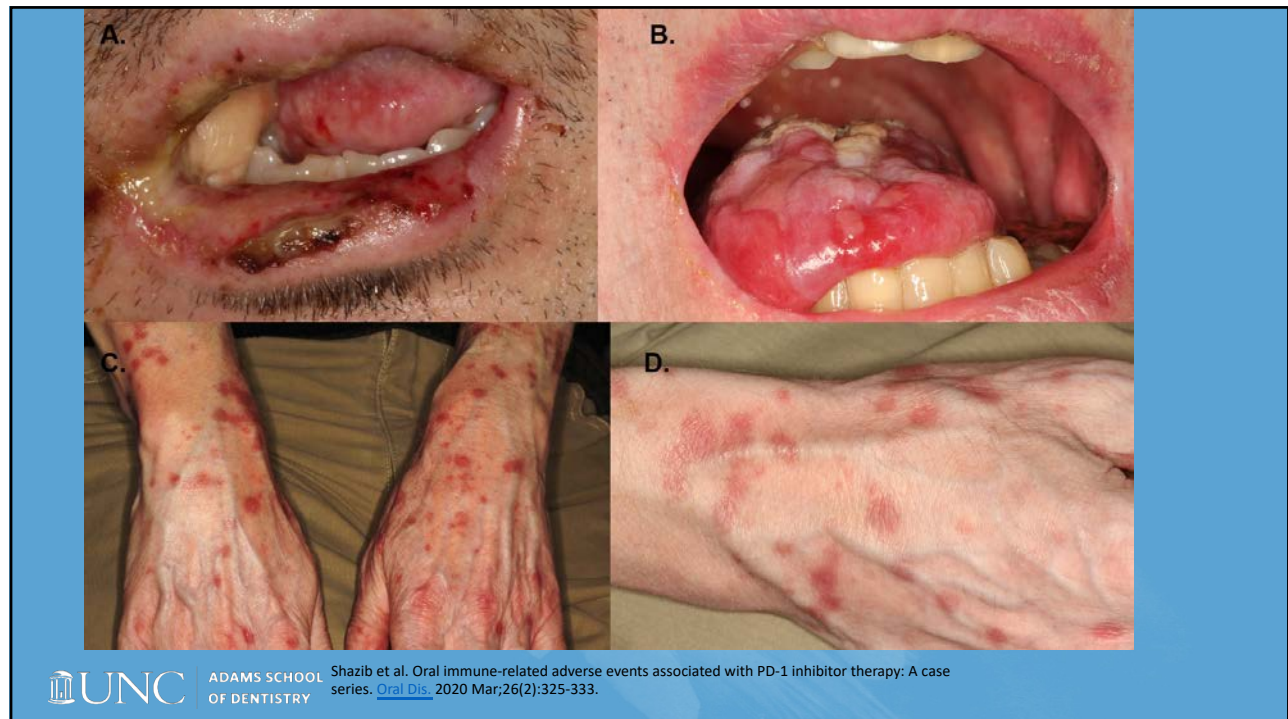 A.
B.
C.
D.
UNC
ADAMS SCHOOL
OF DENTISTRY
Shazib et al. Oral immune-related adverse events associated with PD-1 inhibitor therapy: A case
series. Oral Dis. 2020 Mar;26(2):325-333.